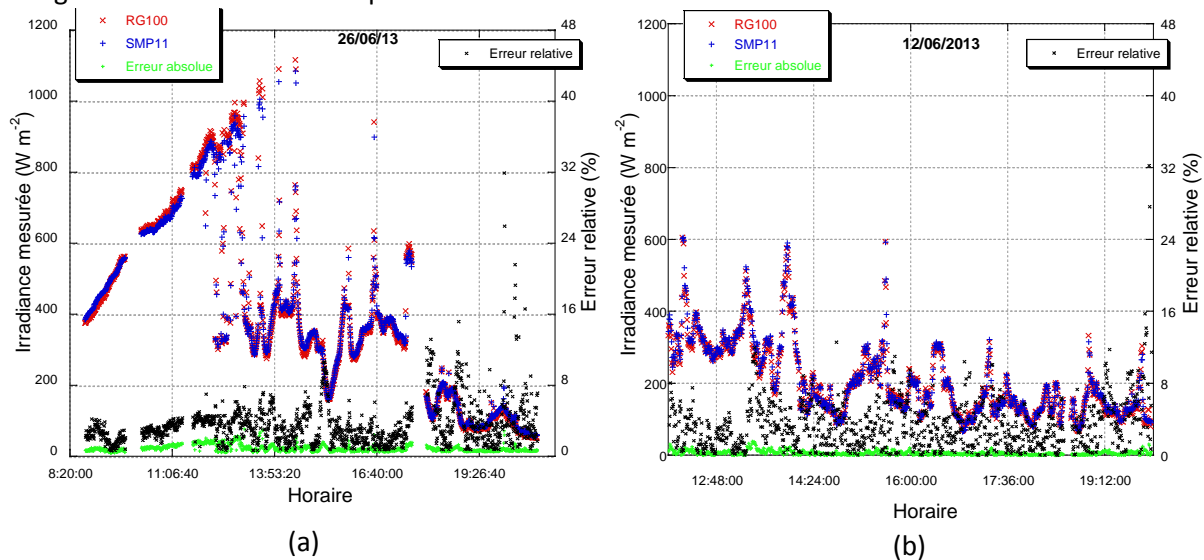 RG100
SMP11
Erreur absolue
26/06/13
Erreur relative
1200
1000
800
600
400
200
0
48
40
32
24
16
8
0
Irradiance mesurée (W m-2)
Erreur relative (%)
8:20:00
11:06:40
13:53:20
16:40:00
19:26:40
Horaire
(a)
RG100
SMP11
Erreur absolue
12/06/2013
Erreur relative
1200
1000
800
600
400
200
0
48
40
32
24
16
8
0
Irradiance mesurée (W m-2)
Erreur relative (%)
12:48:00
14:24:00
16:00:00
17:36:00
19:12:00
Horaire
(b)